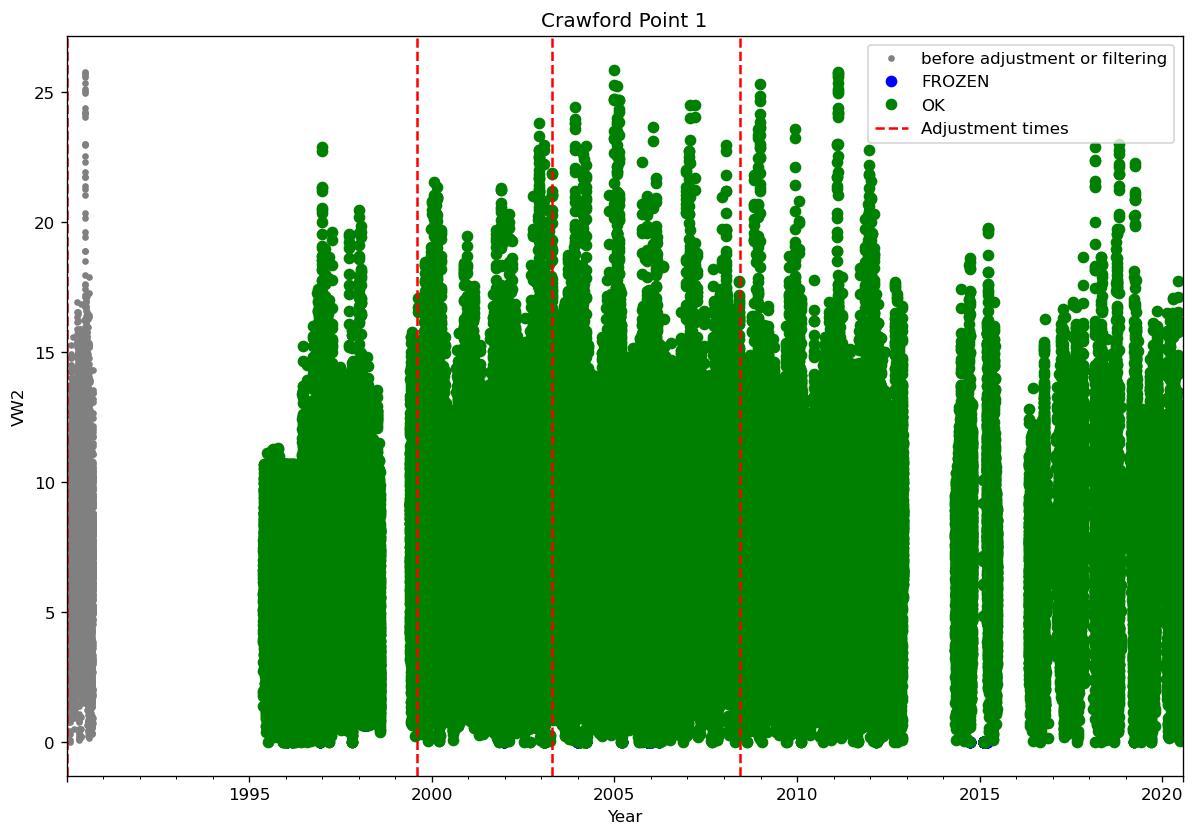 Crawford Point 1
before adjustment or filtering
FROZEN
OK
Adjustment times
VW2
25
20
15
10
5
0
1995 2000 2005 2010 2015 2020
Year